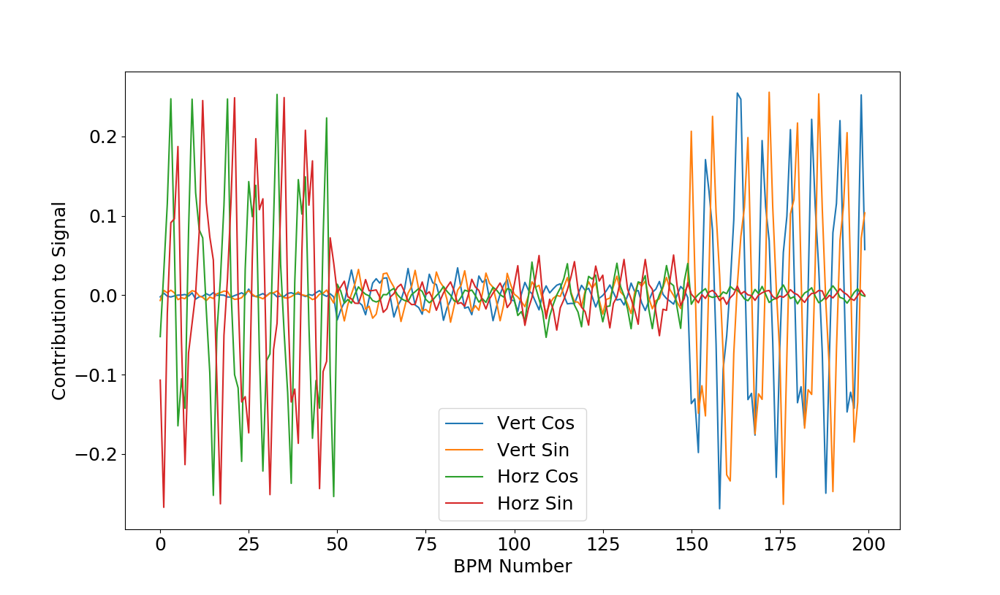 Contribution to Signal
0.2
0.1
0.0
−0.1
−0.2
Vert Cos
Vert Sin
Horz Cos
Horz Sin
0 25 50 75 100 125 150 175 200
BPM Number